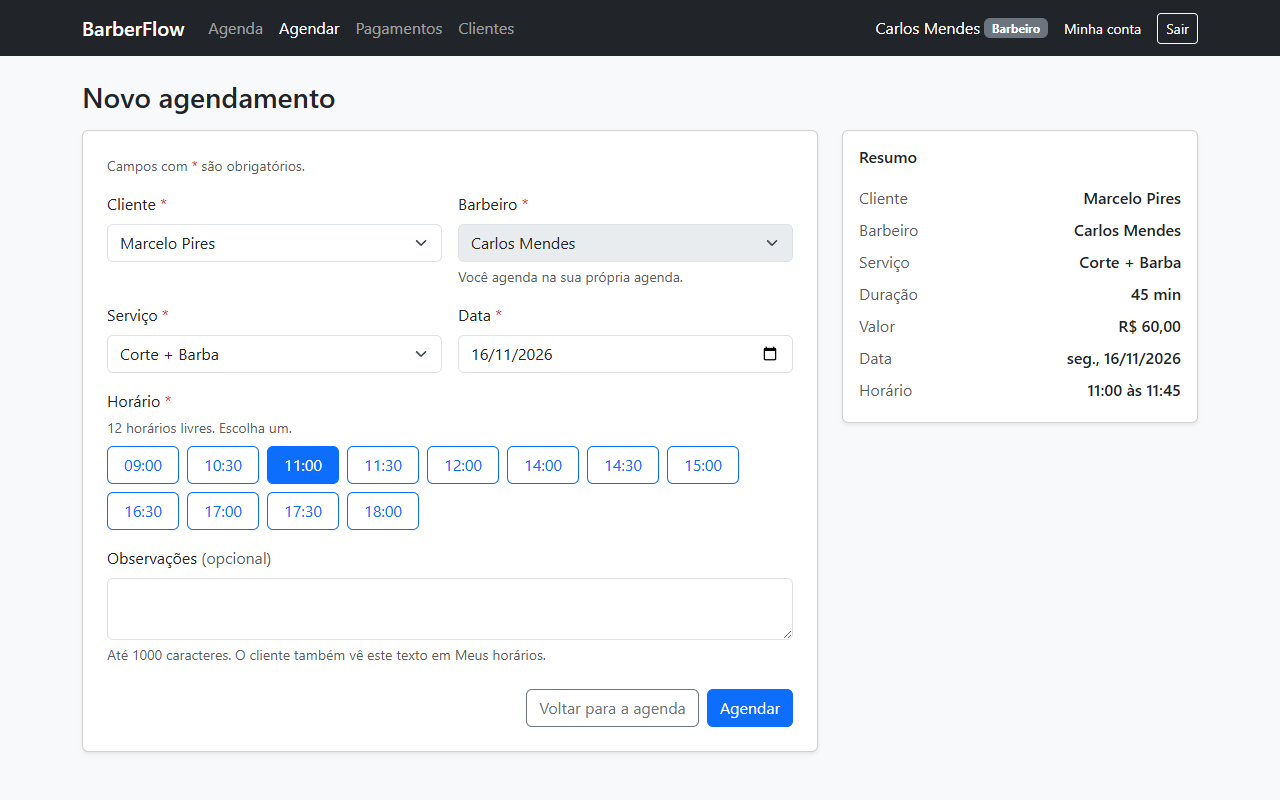 BarberFlow Agenda Agendar Pagamentos Clientes Carlos Mendes Barbeiro Minha conta Sair
Novo agendamento
Campos com * são obrigatórios.
Cliente *
Marcelo Pires
Barbeiro *
Carlos Mendes
Você agenda na sua própria agenda.
Serviço *
Corte + Barba
Data *
16/11/2026
Horário *
12 horários livres. Escolha um.
09:00 10:30 11:00 11:30 12:00 14:00 14:30 15:00
16:30 17:00 17:30 18:00
Observações (opcional)
Até 1000 caracteres. O cliente também vê este texto em Meus horários.
Voltar para a agenda Agendar
Resumo
Cliente Marcelo Pires
Barbeiro Carlos Mendes
Serviço Corte + Barba
Duração 45 min
Valor R$ 60,00
Data seg., 16/11/2026
Horário 11:00 às 11:45